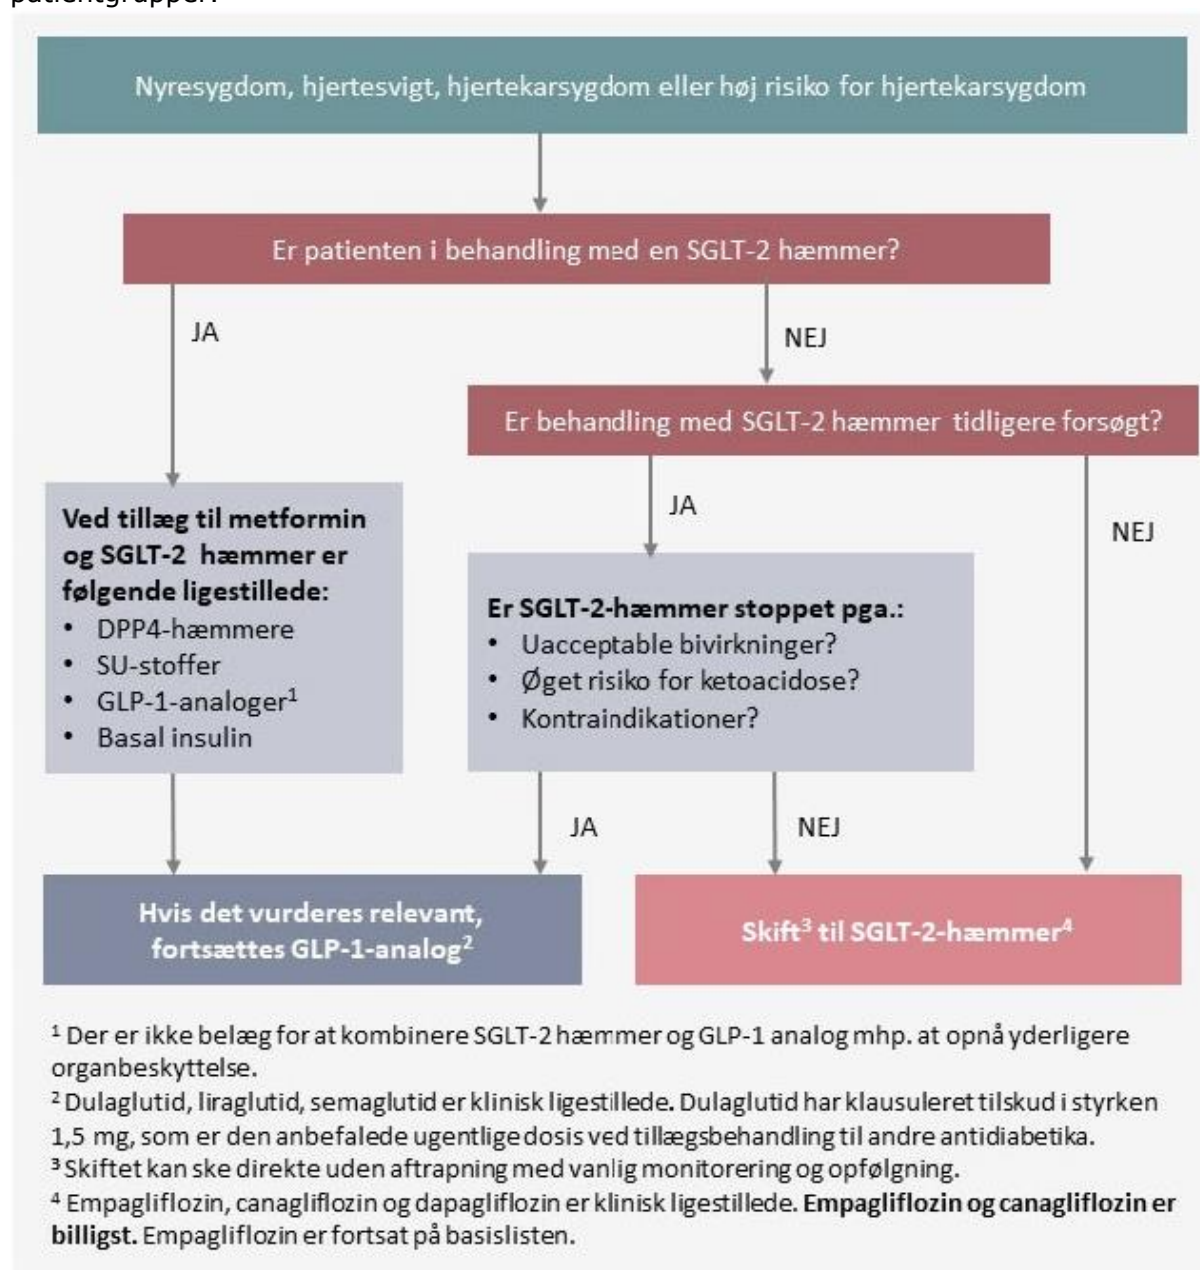 patientgrupper:
Nyresygdom, hjertesvigt, hjertekarsygdom eller høj risiko for hjertekarsygdom
Er patienten i behandling med en SGLT-2 hæmmer?
JA
NEJ
Er behandling med SGLT-2 hæmmer tidligere forsøgt?
JA
NEJ
Ved tillæg til metformin
og SGLT-2 hæmmer er
følgende ligestillede:
• DPP4-hæmmere
• SU-stoffer
• GLP-1-analoger¹
• Basal insulin
Er SGLT-2-hæmmer stoppet pga.:
• Uacceptable bivirkninger?
• Øget risiko for ketoacidose?
• Kontraindikationer?
JA
NEJ
Hvis det vurderes relevant,
fortsættes GLP-1-analog²
Skift³ til SGLT-2-hæmmer⁴
¹ Der er ikke belæg for at kombinere SGLT-2 hæmmer og GLP-1 analog mhp. at opnå yderligere
organbeskyttelse.
² Dulaglutid, liraglutid, semaglutid er klinisk ligestillede. Dulaglutid har klausuleret tilskud i styrken
1,5 mg, som er den anbefalede ugentlige dosis ved tillægsbehandling til andre antidiabetika.
³ Skiftet kan ske direkte uden aftrapning med vanlig monitorering og opfølgning.
⁴ Empagliflozin, canagliflozin og dapagliflozin er klinisk ligestillede. Empagliflozin og canagliflozin er
billigst. Empagliflozin er fortsat på basislisten.